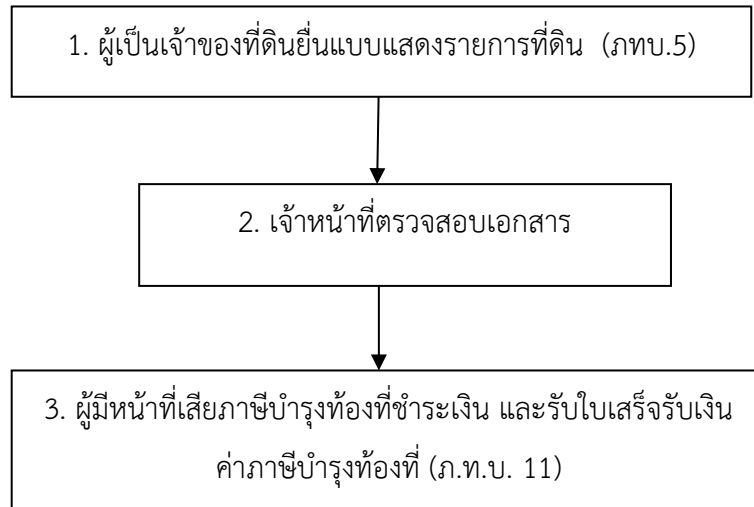 1. ผู้เป็นเจ้าของที่ดินยื่นแบบแสดงรายการที่ดิน (ภทบ.5)
2. เจ้าหน้าที่ตรวจสอบเอกสาร
3. ผู้มีหน้าที่เสียภาษีบำรุงท้องที่ชำระเงิน และรับใบเสร็จรับเงิน
ค่าภาษีบำรุงท้องที่ (ภ.ท.บ. 11)